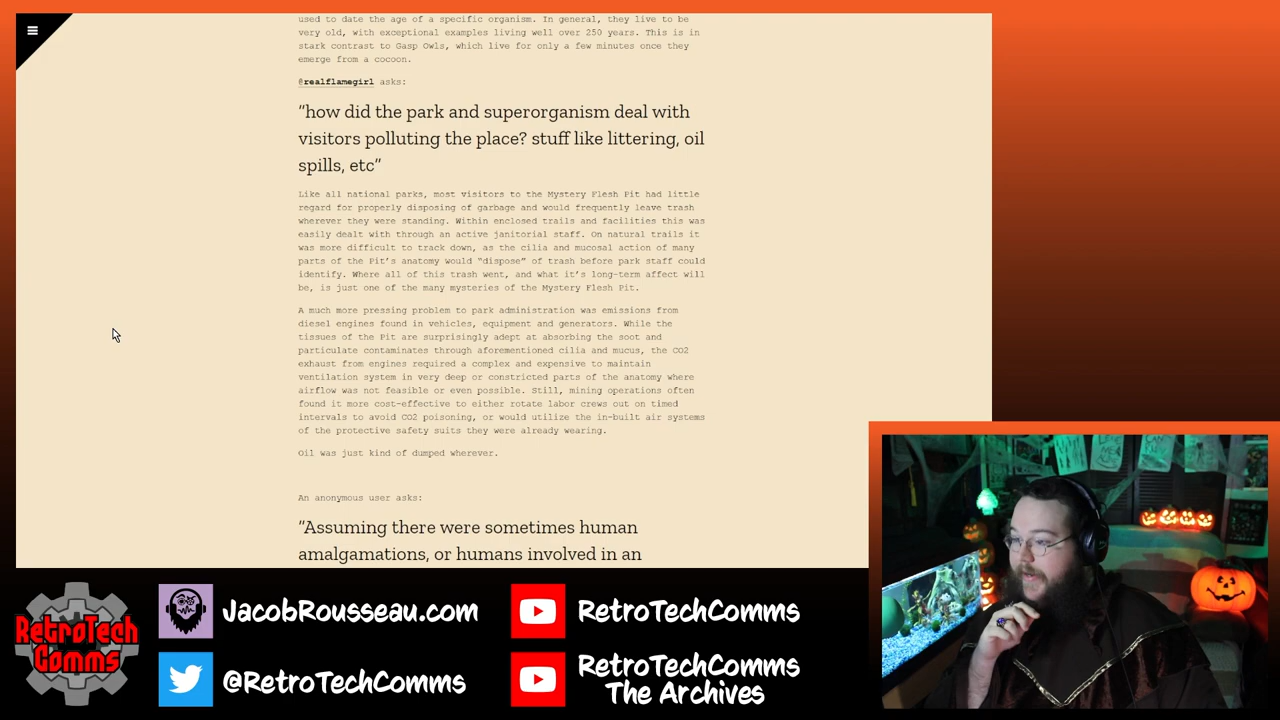 used to date the age of a specific organism. In general, they live to be
very old, with exceptional examples living well over 250 years. This is in
stark contrast to Gasp Owls, which live for only a few minutes once they
emerge from a cocoon.
@realflamegirl asks:
"how did the park and superorganism deal with
visitors polluting the place? stuff like littering, oil
spills, etc"
Like all national parks, most visitors to the Mystery Flesh Pit had little
regard for properly disposing of garbage and would frequently leave trash
wherever they were standing. Within enclosed trails and facilities this was
easily dealt with through an active janitorial staff. On natural trails it
was more difficult to track down, as the cilia and mucosal action of many
parts of the Pit's anatomy would "dispose" of trash before park staff could
identify. Where all of this trash went, and what it's long-term affect will
be, is just one of the many mysteries of the Mystery Flesh Pit.
A much more pressing problem to park administration was emissions from
diesel engines found in vehicles, equipment and generators. While the
tissues of the Pit are surprisingly adept at absorbing the soot and
particulate contaminates through aforementioned cilia and mucus, the CO2
exhaust from engines required a complex and expensive to maintain
ventilation system in very deep or constricted parts of the anatomy where
airflow was not feasible or even possible. Still, mining operations often
found it more cost-effective to either rotate labor crews out on timed
intervals to avoid CO2 poisoning, or would utilize the in-built air systems
of the protective safety suits they were already wearing.
Oil was just kind of dumped wherever.
An anonymous user asks:
"Assuming there were sometimes human
amalgamations, or humans involved in an
RetroTech
Comms
JacobRousseau.com
@RetroTechComms
RetroTechComms
RetroTechComms
The Archives